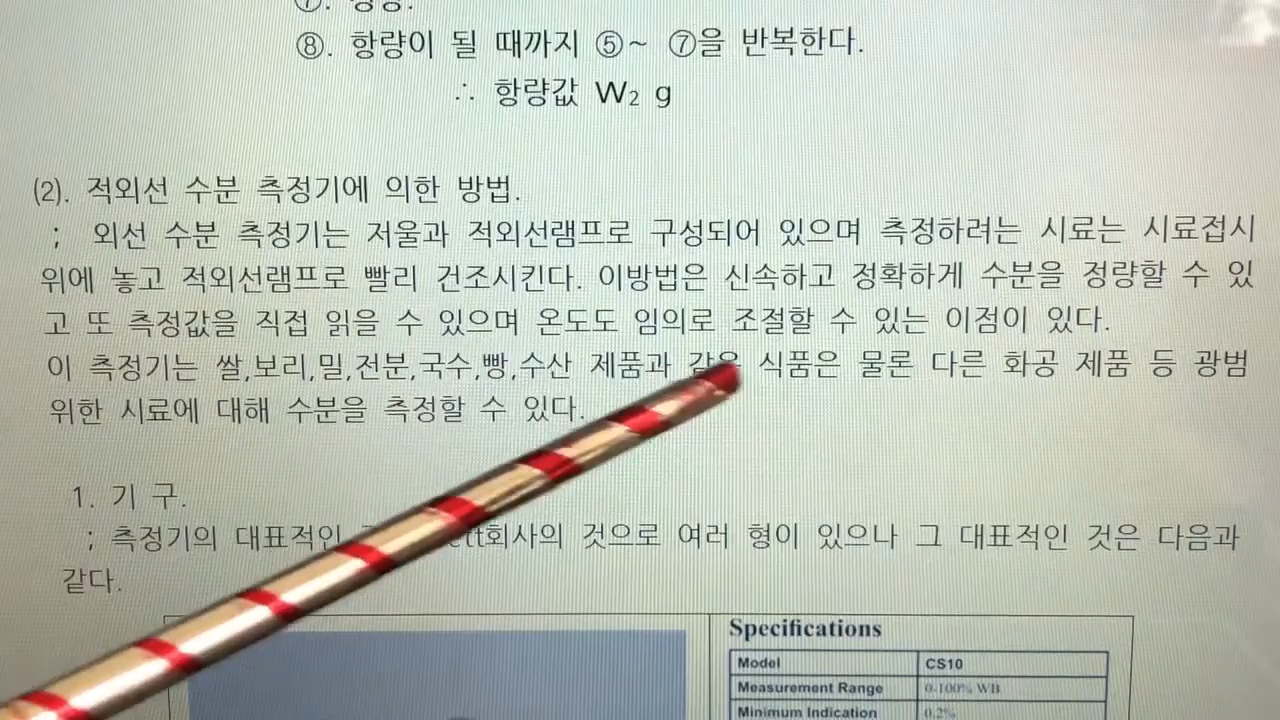 ⑧. 항량이 될 때까지 ⑤~ ⑦을 반복한다.
∴ 항량값 W₂ g
(2). 적외선 수분 측정기에 의한 방법.
; 외선 수분 측정기는 저울과 적외선램프로 구성되어 있으며 측정하려는 시료는 시료접시
위에 놓고 적외선램프로 빨리 건조시킨다. 이방법은 신속하고 정확하게 수분을 정량할 수 있
고 또 측정값을 직접 읽을 수 있으며 온도도 임의로 조절할 수 있는 이점이 있다.
이 측정기는 쌀,보리,밀,전분,국수,빵,수산 제품과 같은 식품은 물론 다른 화공 제품 등 광범
위한 시료에 대해 수분을 측정할 수 있다.
1. 기 구.
; 측정기의 대표적인 ett회사의 것으로 여러 형이 있으나 그 대표적인 것은 다음과
같다.
Specifications
Model CS10
Measurement Range 0-100% WB
Minimum Indication 0.2%